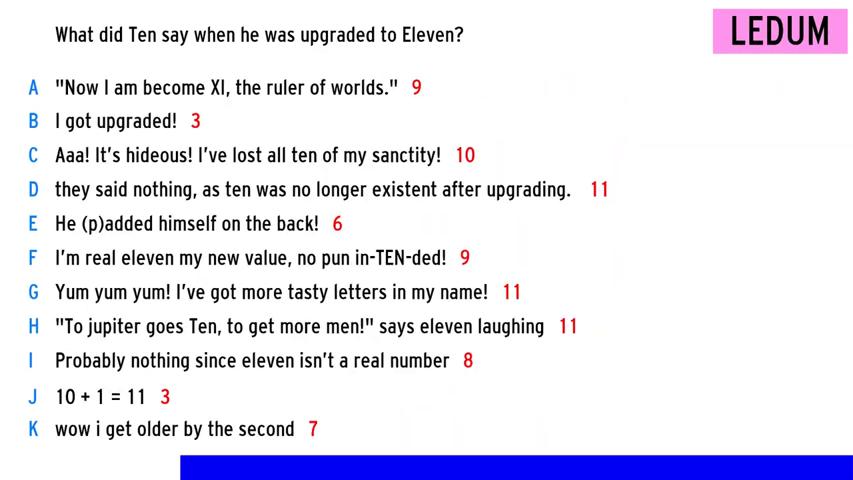 What did Ten say when he was upgraded to Eleven?
LEDUM
A "Now I am become XI, the ruler of worlds." 9
B I got upgraded! 3
C Aaa! It's hideous! I've lost all ten of my sanctity! 10
D they said nothing, as ten was no longer existent after upgrading. 11
E He (p)added himself on the back! 6
F I'm real eleven my new value, no pun in-TEN-ded! 9
G Yum yum yum! I've got more tasty letters in my name! 11
H "To jupiter goes Ten, to get more men!" says eleven laughing 11
I Probably nothing since eleven isn't a real number 8
J 10 + 1 = 11 3
K wow i get older by the second 7